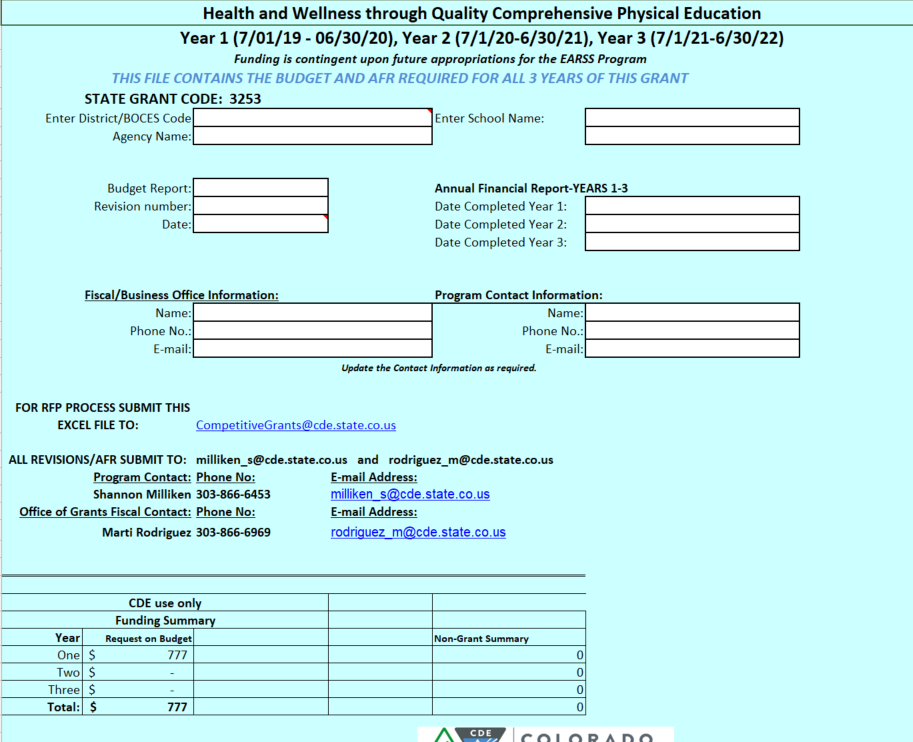 Health and Wellness through Quality Comprehensive Physical Education
Year 1 (7/01/19 - 06/30/20), Year 2 (7/1/20-6/30/21), Year 3 (7/1/21-6/30/22)
Funding is contingent upon future appropriations for the EARSS Program
THIS FILE CONTAINS THE BUDGET AND AFR REQUIRED FOR ALL 3 YEARS OF THIS GRANT
STATE GRANT CODE: 3253
Enter District/BOCES Code Enter School Name:
Agency Name:
Budget Report: Annual Financial Report-YEARS 1-3
Revision number: Date Completed Year 1:
Date: Date Completed Year 2:
Date Completed Year 3:
Fiscal/Business Office Information: Program Contact Information:
Name: Name:
Phone No.: Phone No.:
E-mail: E-mail:
Update the Contact Information as required.
FOR RFP PROCESS SUBMIT THIS
EXCEL FILE TO: CompetitiveGrants@cde.state.co.us
ALL REVISIONS/AFR SUBMIT TO: milliken_s@cde.state.co.us and rodriguez_m@cde.state.co.us
Program Contact: Phone No: E-mail Address:
Shannon Milliken 303-866-6453 milliken_s@cde.state.co.us
Office of Grants Fiscal Contact: Phone No: E-mail Address:
Marti Rodriguez 303-866-6969 rodriguez_m@cde.state.co.us
CDE use only
Funding Summary
Year Request on Budget Non-Grant Summary
One $ 777 0
Two $ - 0
Three $ - 0
Total: $ 777 0
CDE COLORADO